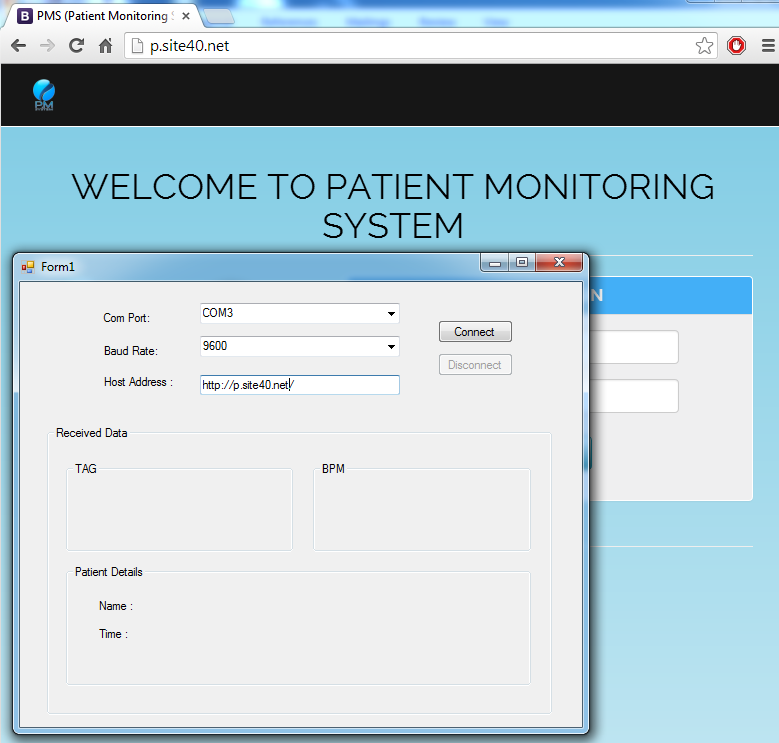 PMS (Patient Monitoring S
p.site40.net
PM
WELCOME TO PATIENT MONITORING
SYSTEM
Form1
N
Com Port:
COM3
Connect
Baud Rate:
9600
Disconnect
Host Address :
http://p.site40.net/
Received Data
TAG
BPM
Patient Details
Name :
Time :